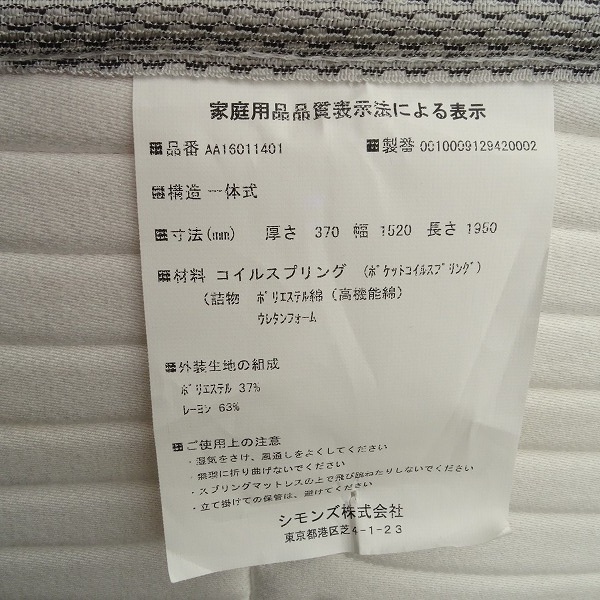 家庭用品品質表示法による表示
品番 AA16011401 製番 0010009129420002
構造 一体式
寸法(mm) 厚さ 370 幅 1520 長さ 1950
材料 コイルスプリング (ポケットコイルスプリング)
(詰物 ポリエステル綿(高機能綿)
ウレタンフォーム
外装生地の組成
ポリエステル 37%
レーヨン 63%
ご使用上の注意
・湿気をさけ、風通しをよくしてください
・無理に折り曲げないでください
・スプリングマットレスの上で飛び跳ねたりしないでください
・立て掛けての保管は、避けてください
シモンズ株式会社
東京都港区芝4-1-23